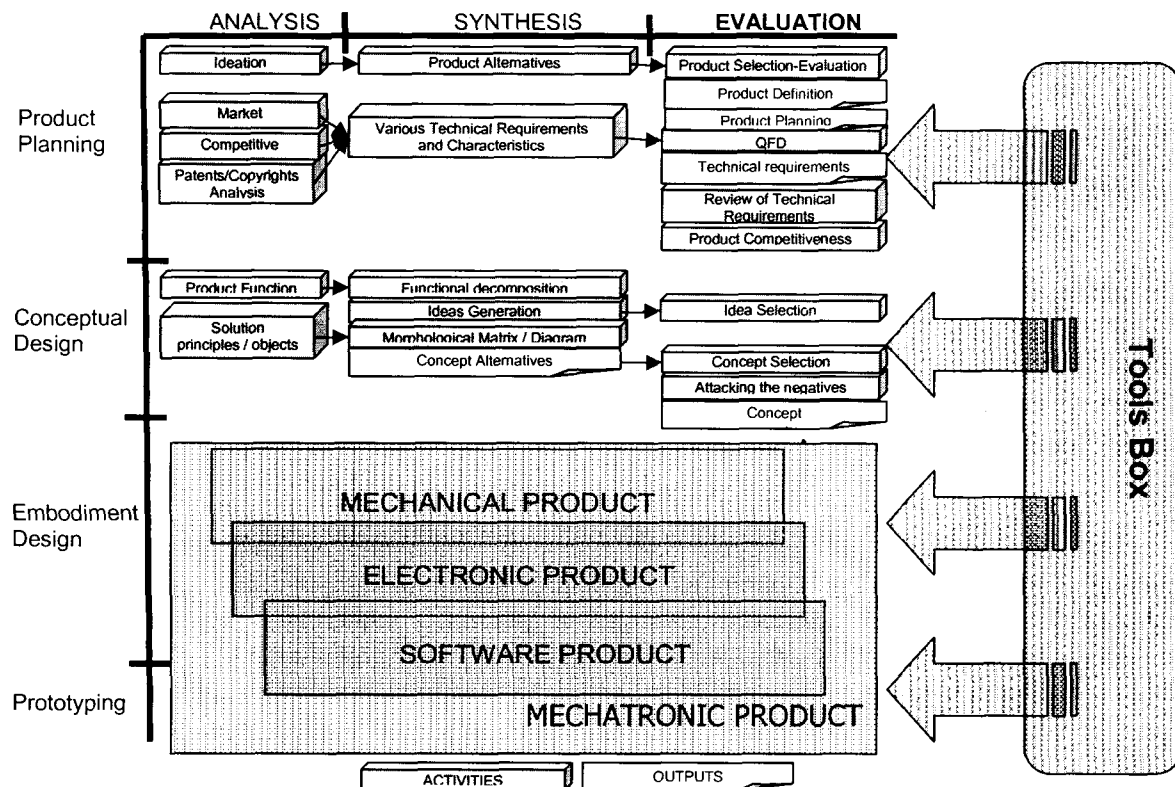 ANALYSIS
SYNTHESIS
EVALUATION
Product
Planning
Ideation
Product Alternatives
Product Selection-Evaluation
Product Definition
Product Planning
Market
Competitive
Patents/Copyrights
Analysis
Various Technical Requirements
and Characteristics
QFD
Technical requirements
Review of Technical
Requirements
Product Competitiveness
Conceptual
Design
Product Function
Solution
principles / objects
Functional decomposition
Ideas Generation
Morphological Matrix / Diagram
Concept Alternatives
Idea Selection
Concept Selection
Attacking the negatives
Concept
Embodiment
Design
MECHANICAL PRODUCT
ELECTRONIC PRODUCT
SOFTWARE PRODUCT
Prototyping
MECHATRONIC PRODUCT
Tools Box
ACTIVITIES
OUTPUTS